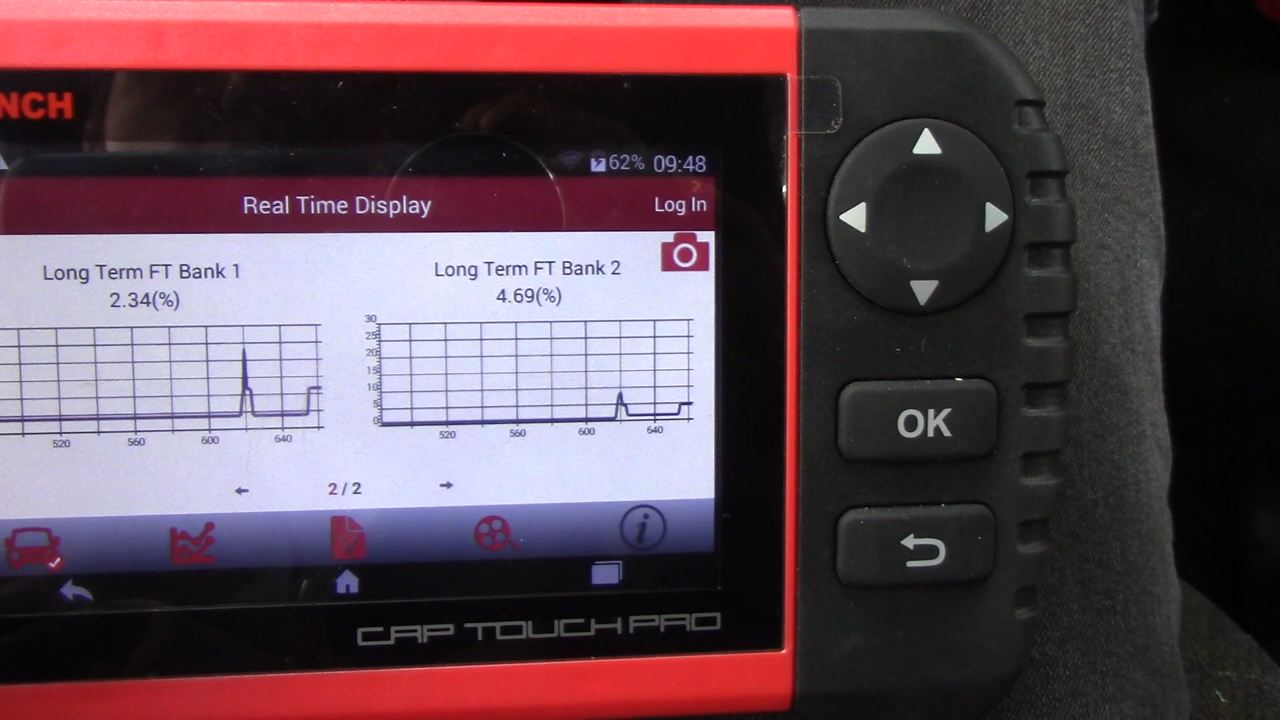 NCH
62% 09:48
Real Time Display
Log In
Long Term FT Bank 1
2.34(%)
Long Term FT Bank 2
4.69(%)
30
25
20
15
10
5
0
520
560
600
640
520
560
600
640
2 / 2
i
CRP TOUCH PRO
OK